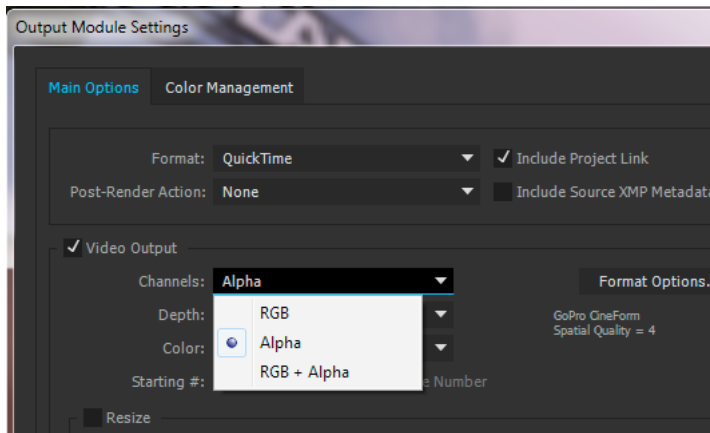 Output Module Settings
Main Options Color Management
Format: QuickTime Include Project Link
Post-Render Action: None Include Source XMP Metadata
Video Output
Channels: Alpha Format Options.
Depth: RGB GoPro CineForm
Color: Alpha Spatial Quality = 4
Starting #: RGB + Alpha e Number
Resize